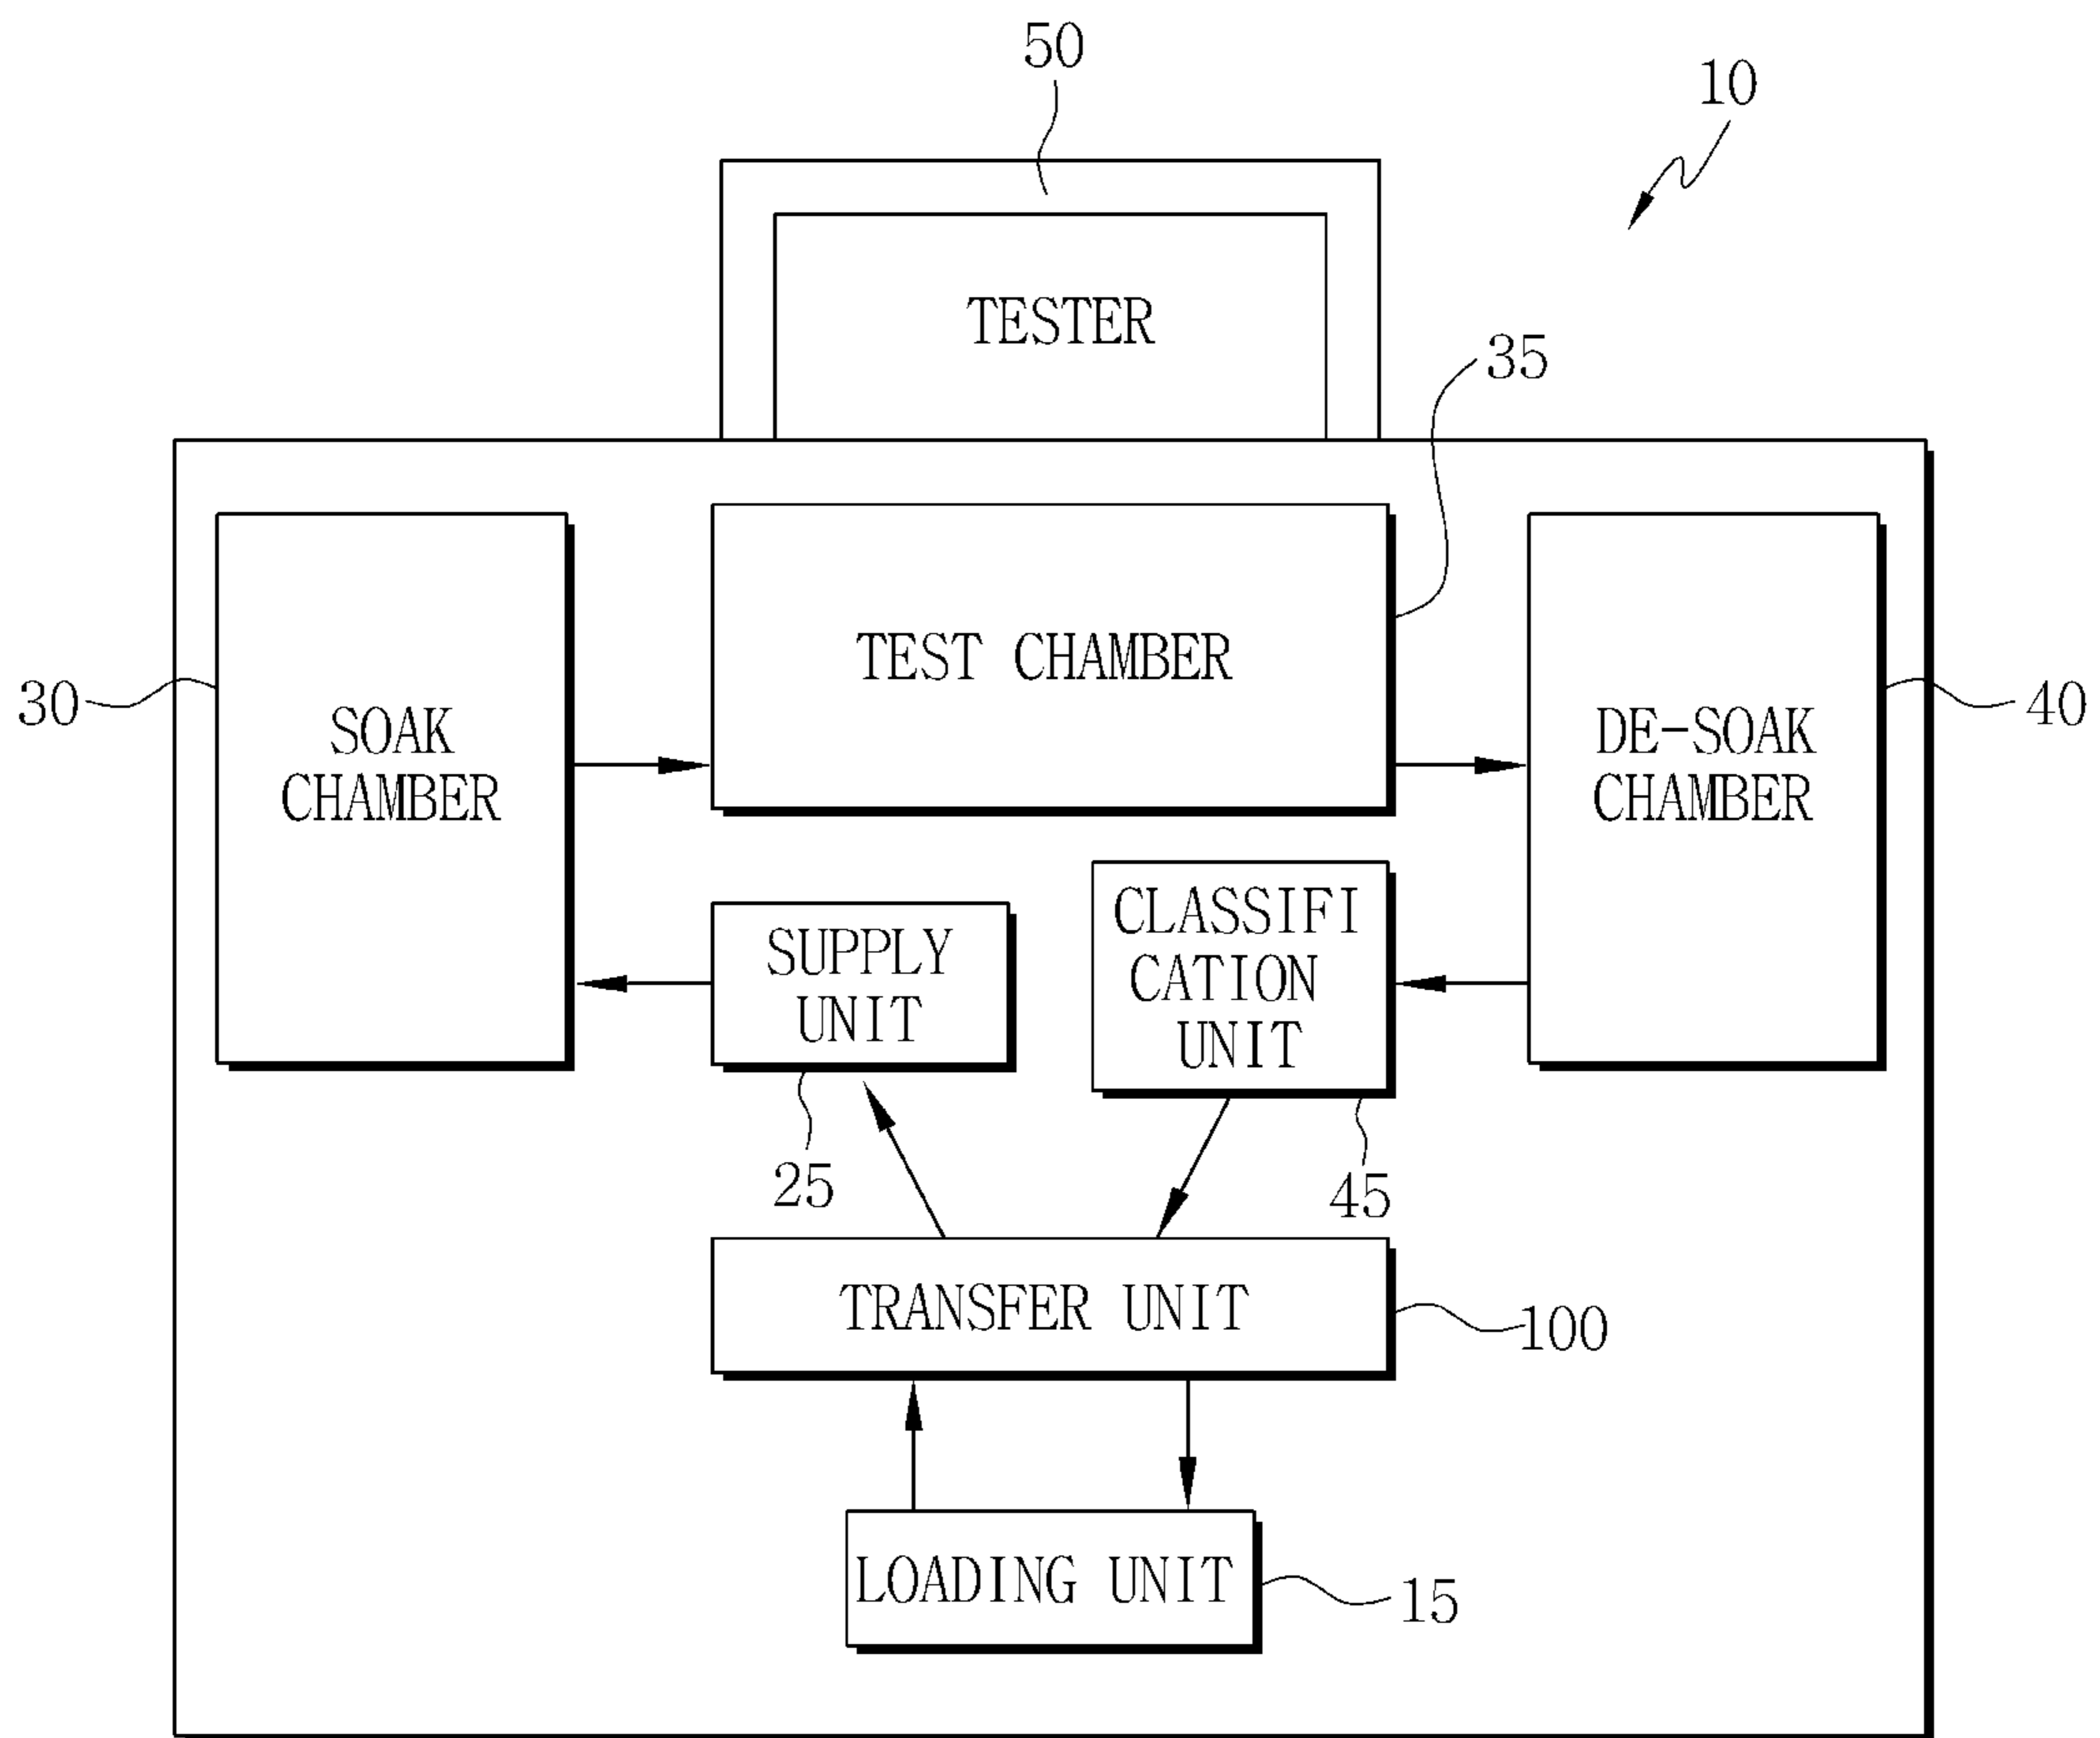 50
10
TESTER
35
TEST CHAMBER
30
SOAK
CHAMBER
DE-SOAK
CHAMBER
40
SUPPLY
UNIT
CLASSIFI
CATION
UNIT
25
45
TRANSFER UNIT
100
LOADING UNIT
15